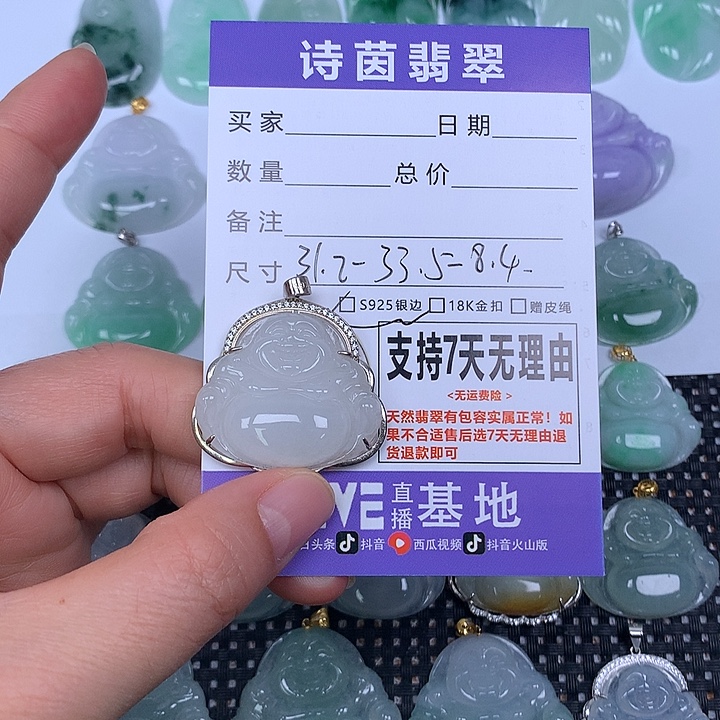 诗茵翡翠
买家 日期
数量 总价
备注
尺寸 31.2-33.5-8.4
S925银边 18K金扣 赠皮绳
支持7天无理由
<无运费险>
天然翡翠有包容实属正常！如
果不合适售后选7天无理由退
货退款即可
直播基地
头条 抖音 西瓜视频 抖音火山版